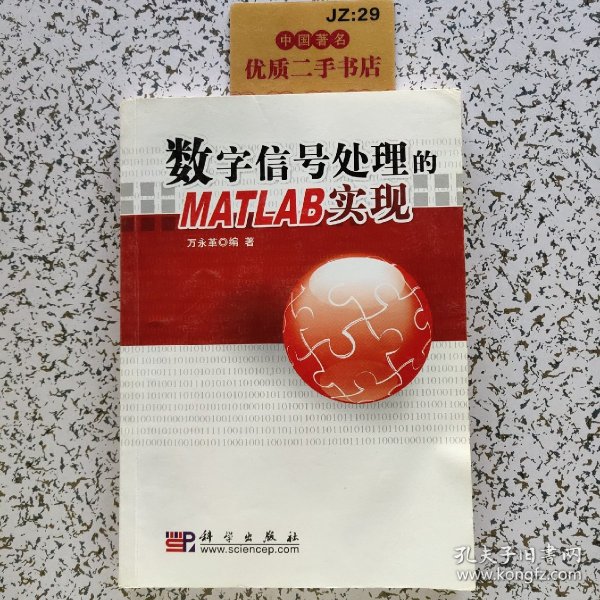 JZ:29
中国著名
优质二手书店
数字信号处理的
MATLAB实现
万永革◎编 著
科学出版社
www.sciencep.com
孔夫子旧书网
www.kongfz.com